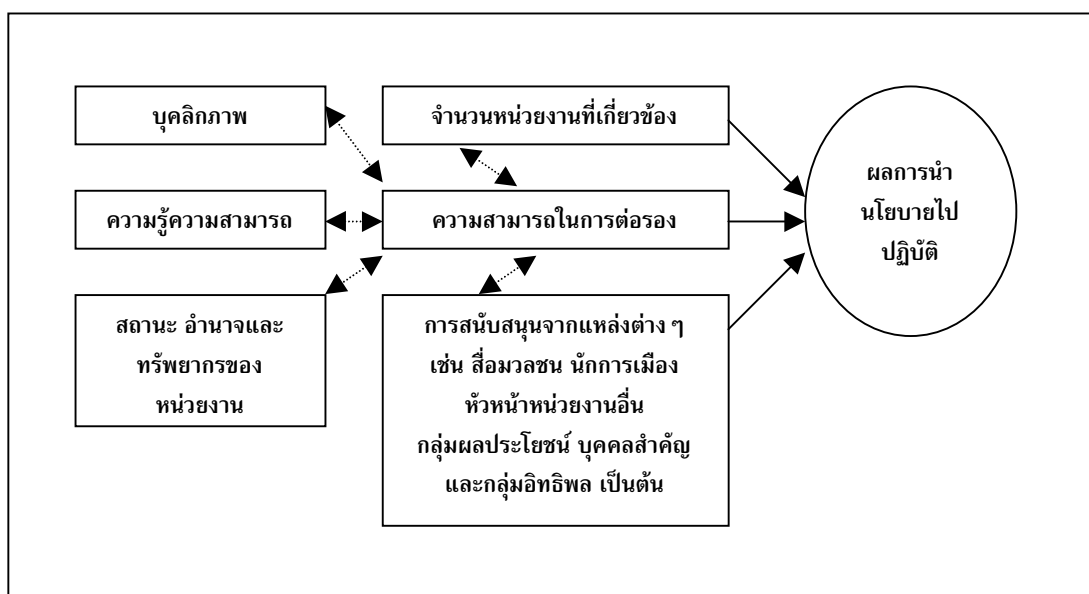 บุคลิกภาพ
จำนวนหน่วยงานที่เกี่ยวข้อง
ผลการนำ
นโยบายไป
ปฏิบัติ
ความรู้ความสามารถ
ความสามารถในการต่อรอง
สถานะ อำนาจและ
ทรัพยากรของ
หน่วยงาน
การสนับสนุนจากแหล่งต่าง ๆ
เช่น สื่อมวลชน นักการเมือง
หัวหน้าหน่วยงานอื่น
กลุ่มผลประโยชน์ บุคคลสำคัญ
และกลุ่มอิทธิพล เป็นต้น